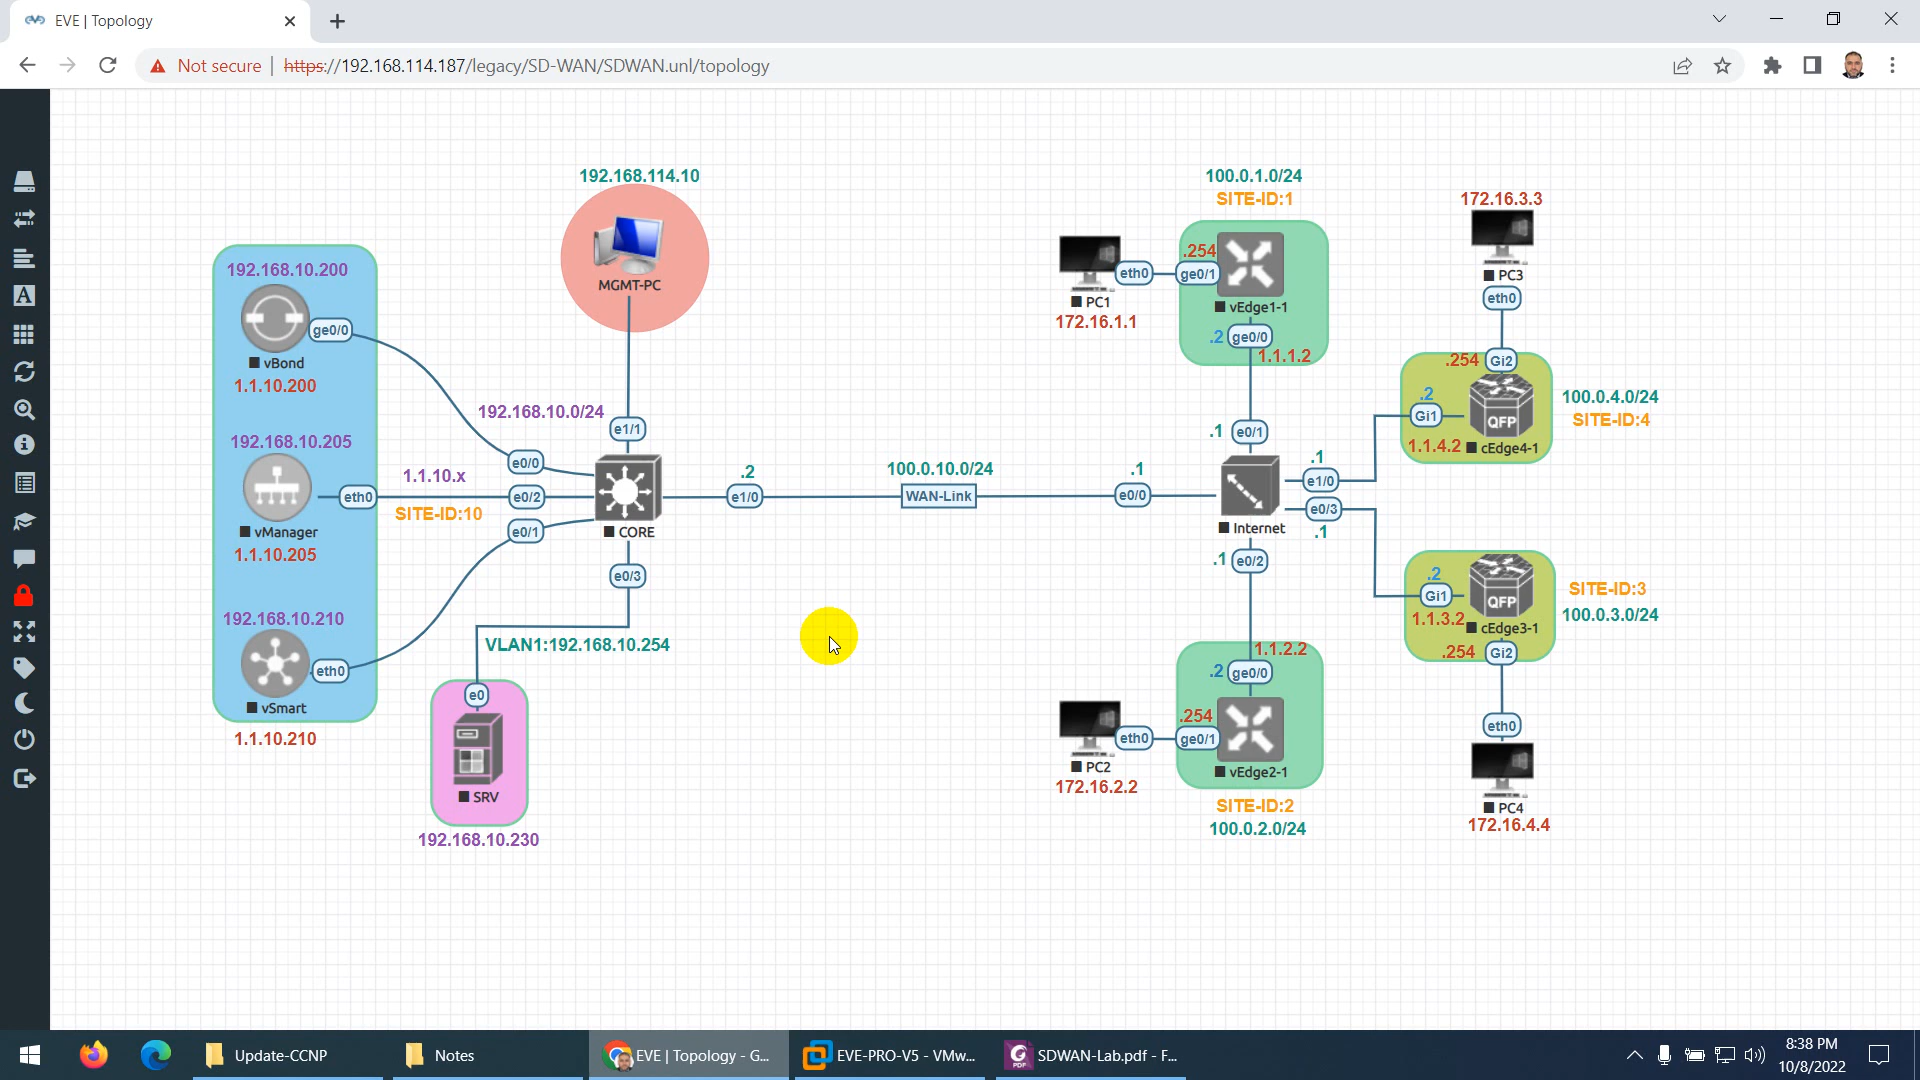 EVE | Topology
Not secure
https://192.168.114.187/legacy/SD-WAN/SDWAN.unl/topology
192.168.114.10
MGMT-PC
e1/1
192.168.10.200
ge0/0
vBond
1.1.10.200
192.168.10.0/24
192.168.10.205
1.1.10.x
eth0
SITE-ID:10
vManager
1.1.10.205
e0/0
e0/2
e0/1
CORE
e0/3
192.168.10.210
eth0
vSmart
1.1.10.210
VLAN1:192.168.10.254
e0
SRV
192.168.10.230
.2
e1/0
100.0.10.0/24
WAN-Link
.1
e0/0
100.0.1.0/24
SITE-ID:1
.254
eth0
ge0/1
PC1
172.16.1.1
vEdge1-1
.2
ge0/0
1.1.1.2
.1
e0/1
Internet
.1
e1/0
e0/3
.1
.1
e0/2
1.1.2.2
.2
ge0/0
.254
eth0
ge0/1
PC2
172.16.2.2
vEdge2-1
SITE-ID:2
100.0.2.0/24
172.16.3.3
PC3
eth0
.254
Gi2
.2
Gi1
QFP
1.1.4.2
cEdge4-1
100.0.4.0/24
SITE-ID:4
.2
Gi1
QFP
1.1.3.2
cEdge3-1
SITE-ID:3
100.0.3.0/24
.254
Gi2
eth0
PC4
172.16.4.4
Update-CCNP
Notes
EVE | Topology - G...
EVE-PRO-V5 - VMw...
PDF
SDWAN-Lab.pdf - F...
8:38 PM
10/8/2022